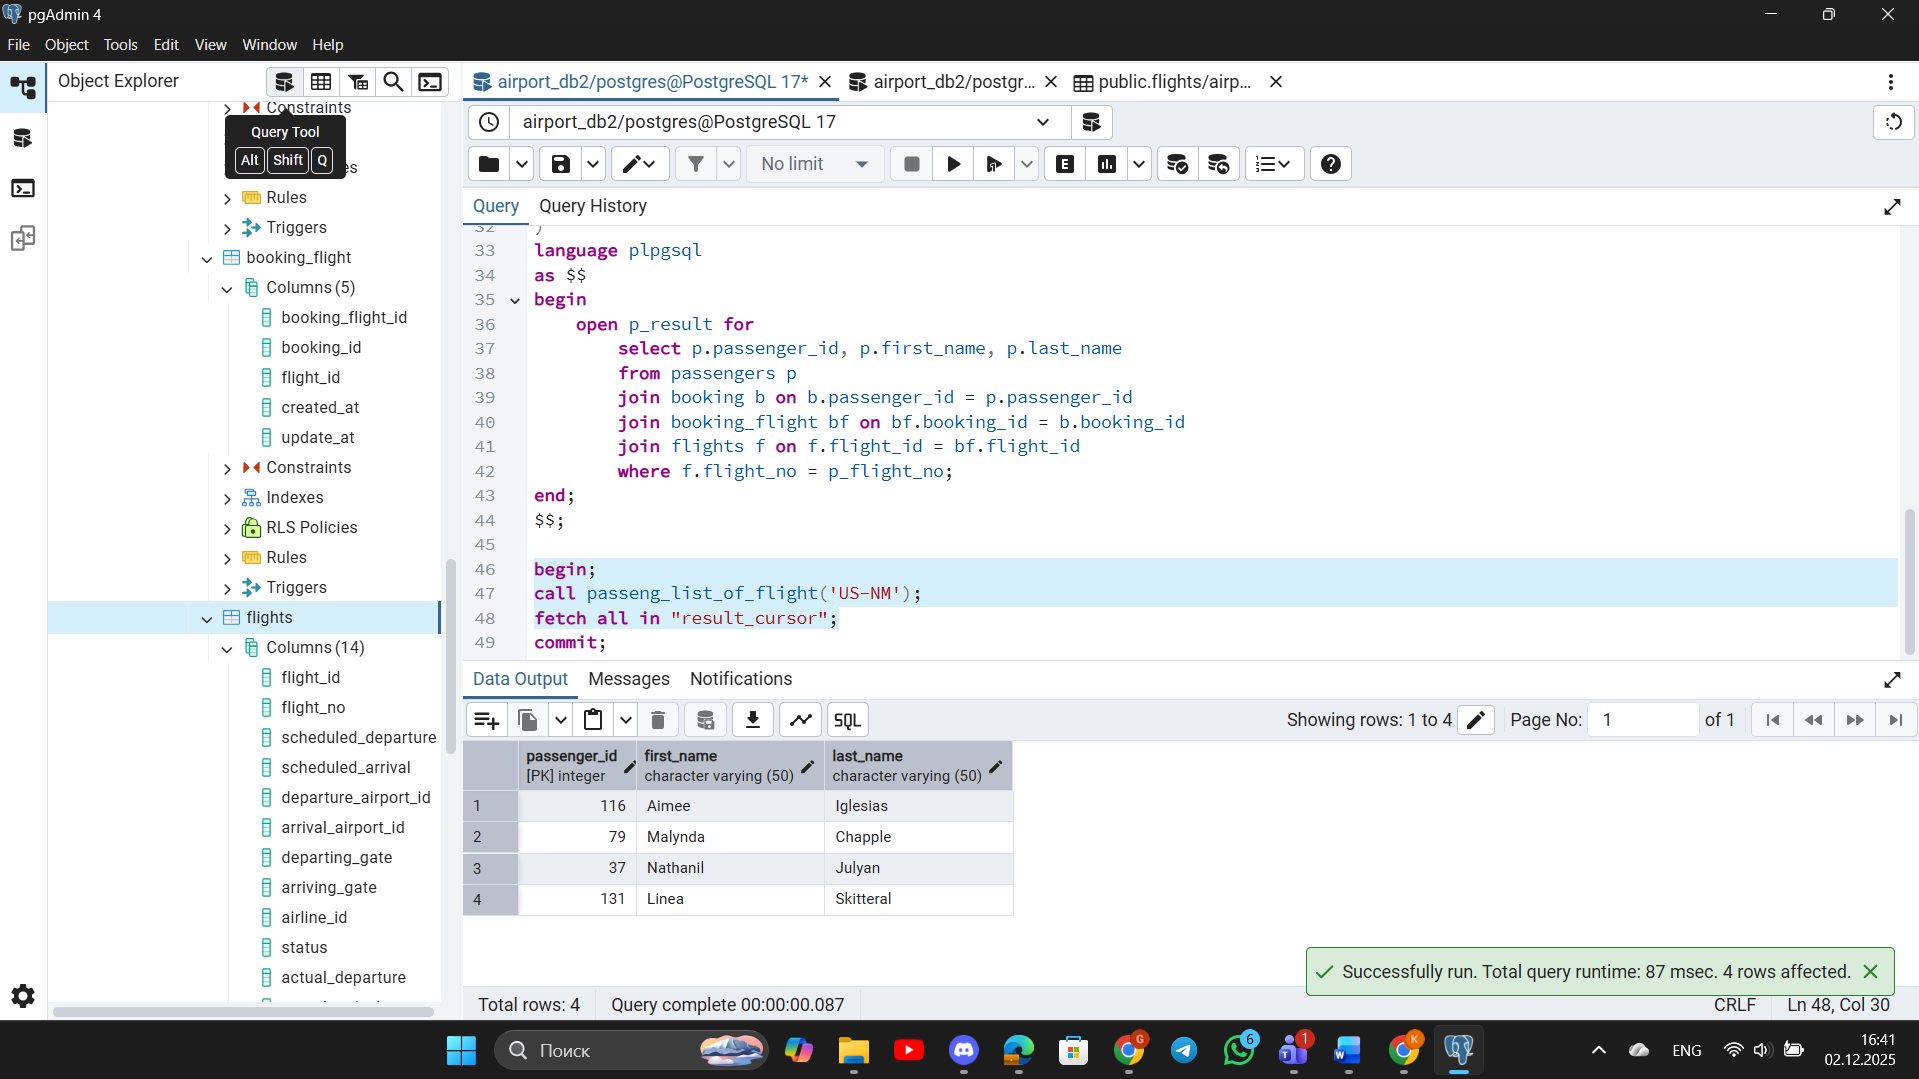 pgAdmin 4
File Object Tools Edit View Window Help
Object Explorer
Constraints
Query Tool
Alt Shift Q
Rules
Triggers
booking_flight
Columns (5)
booking_flight_id
booking_id
flight_id
created_at
update_at
Constraints
Indexes
RLS Policies
Rules
Triggers
flights
Columns (14)
flight_id
flight_no
scheduled_departure
scheduled_arrival
departure_airport_id
arrival_airport_id
departing_gate
arriving_gate
airline_id
status
actual_departure
airport_db2/postgres@PostgreSQL 17*
airport_db2/postgr...
public.flights/airp...
airport_db2/postgres@PostgreSQL 17
No limit
E
SQL
Query Query History
32 )
33 language plpgsql
34 as $$
35 begin
36 open p_result for
37 select p.passenger_id, p.first_name, p.last_name
38 from passengers p
39 join booking b on b.passenger_id = p.passenger_id
40 join booking_flight bf on bf.booking_id = b.booking_id
41 join flights f on f.flight_id = bf.flight_id
42 where f.flight_no = p_flight_no;
43 end;
44 $$;
45
46 begin;
47 call passeng_list_of_flight('US-NM');
48 fetch all in "result_cursor";
49 commit;
Data Output Messages Notifications
Showing rows: 1 to 4 Page No: 1 of 1
passenger_id first_name last_name
[PK] integer character varying (50) character varying (50)
1 116 Aimee Iglesias
2 79 Malynda Chapple
3 37 Nathanil Julyan
4 131 Linea Skitteral
Successfully run. Total query runtime: 87 msec. 4 rows affected.
Total rows: 4 Query complete 00:00:00.087 CRLF Ln 48, Col 30
Поиск
G
6
1
W
K
ENG
16:41
02.12.2025